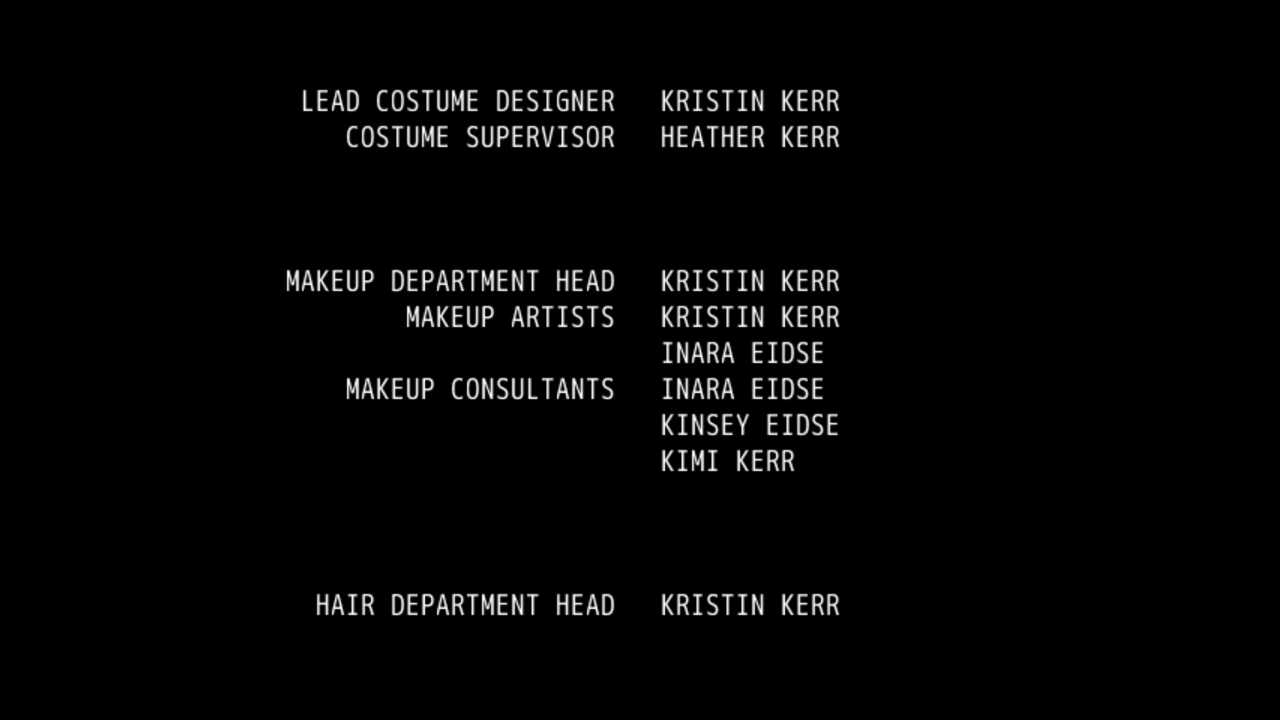 LEAD COSTUME DESIGNER KRISTIN KERR
COSTUME SUPERVISOR HEATHER KERR
MAKEUP DEPARTMENT HEAD KRISTIN KERR
MAKEUP ARTISTS KRISTIN KERR
INARA EIDSE
MAKEUP CONSULTANTS INARA EIDSE
KINSEY EIDSE
KIMI KERR
HAIR DEPARTMENT HEAD KRISTIN KERR